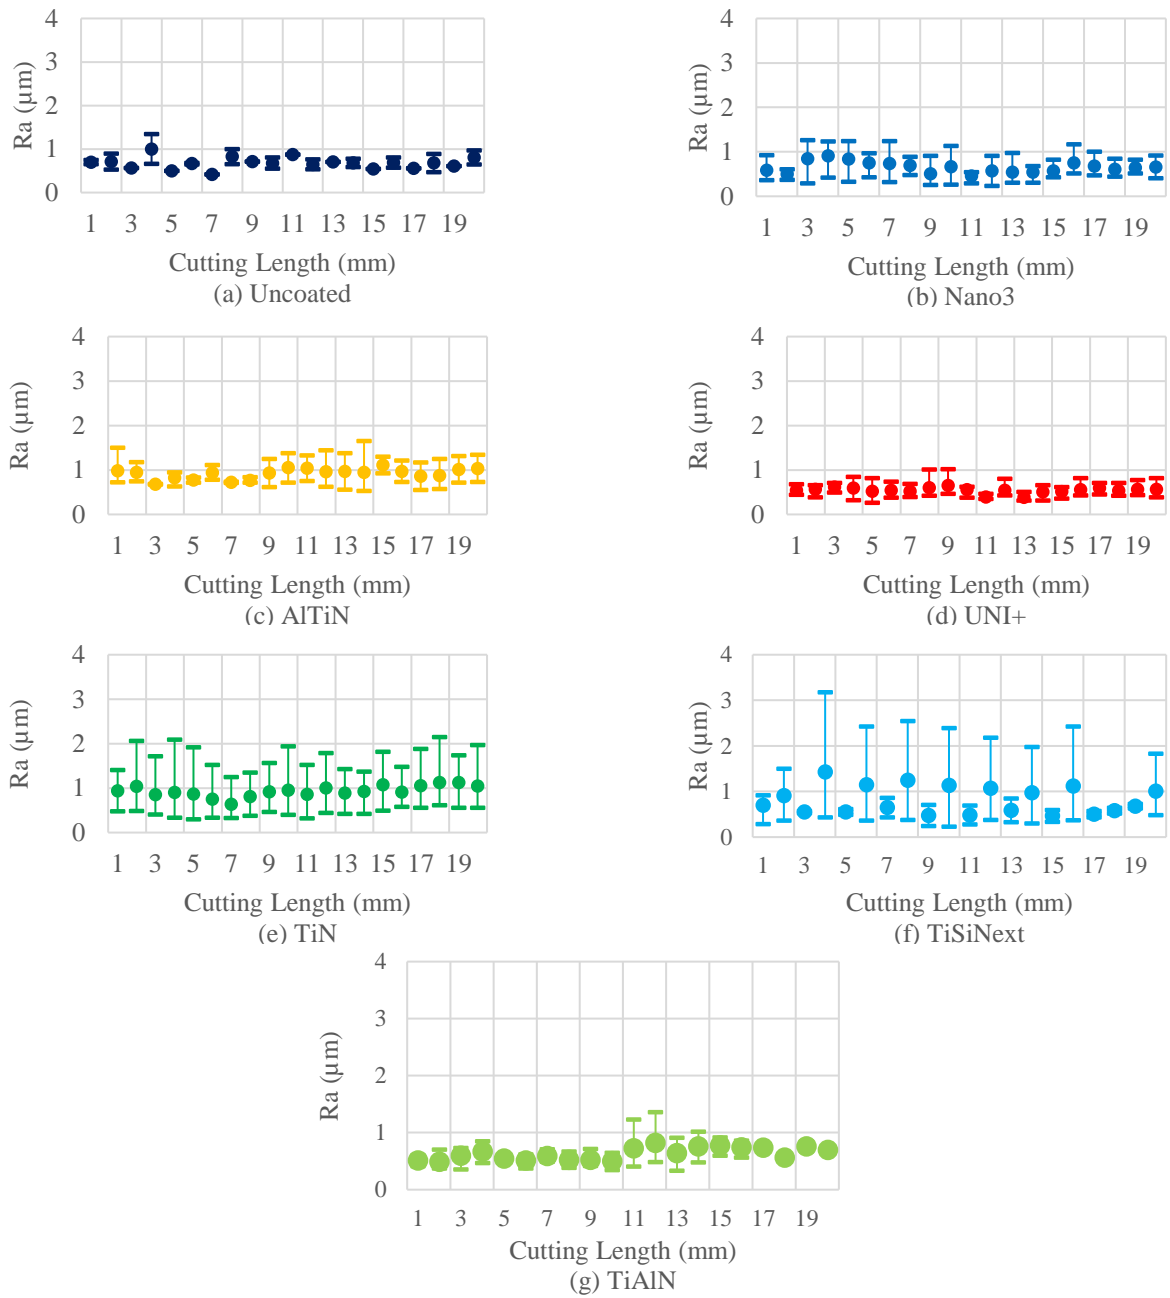 4
3
2
1
0
Ra (μm)
1 3 5 7 9 11 13 15 17 19
Cutting Length (mm)
(a) Uncoated
4
3
2
1
0
Ra (μm)
1 3 5 7 9 11 13 15 17 19
Cutting Length (mm)
(b) Nano3
4
3
2
1
0
Ra (μm)
1 3 5 7 9 11 13 15 17 19
Cutting Length (mm)
(c) AlTiN
4
3
2
1
0
Ra (μm)
1 3 5 7 9 11 13 15 17 19
Cutting Length (mm)
(d) UNI+
4
3
2
1
0
Ra (μm)
1 3 5 7 9 11 13 15 17 19
Cutting Length (mm)
(e) TiN
4
3
2
1
0
Ra (μm)
1 3 5 7 9 11 13 15 17 19
Cutting Length (mm)
(f) TiSiNext
4
3
2
1
0
Ra (μm)
1 3 5 7 9 11 13 15 17 19
Cutting Length (mm)
(g) TiAlN